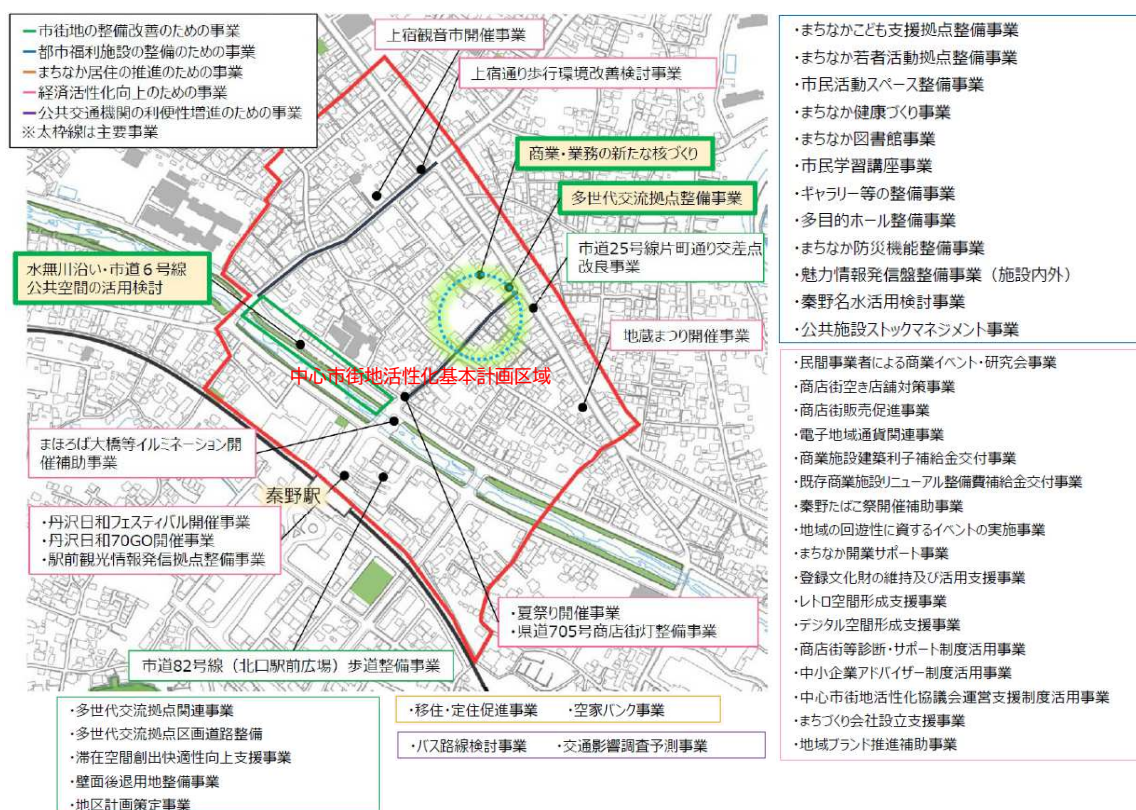 市街地の整備改善のための事業
都市福利施設の整備のための事業
まちなか居住の推進のための事業
経済活性化向上のための事業
公共交通機関の利便性増進のための事業
※太枠線は主要事業
上宿観音市開催事業
上宿通り歩行環境改善検討事業
商業・業務の新たな核づくり
多世代交流拠点整備事業
市道25号線片町通り交差点
改良事業
水無川沿い・市道6号線
公共空間の活用検討
地蔵まつり開催事業
中心市街地活性化基本計画区域
まほろば大橋等イルミネーション開
催補助事業
秦野駅
・丹沢日和フェスティバル開催事業
・丹沢日和70GO開催事業
・駅前観光情報発信拠点整備事業
・夏祭り開催事業
・県道705号商店街灯整備事業
市道82号線（北口駅前広場）歩道整備事業
・多世代交流拠点関連事業
・多世代交流拠点区画道路整備
・滞在空間創出快適性向上支援事業
・壁面後退用地整備事業
・地区計画策定事業
・移住・定住促進事業 ・空家バンク事業
・バス路線検討事業 ・交通影響調査予測事業
・まちなかこども支援拠点整備事業
・まちなか若者活動拠点整備事業
・市民活動スペース整備事業
・まちなか健康づくり事業
・まちなか図書館事業
・市民学習講座事業
・ギャラリー等の整備事業
・多目的ホール整備事業
・まちなか防災機能整備事業
・魅力情報発信盤整備事業（施設内外）
・秦野名水活用検討事業
・公共施設ストックマネジメント事業
・民間事業者による商業イベント・研究会事業
・商店街空き店舗対策事業
・商店街販売促進事業
・電子地域通貨関連事業
・商業施設建築利子補給金交付事業
・既存商業施設リニューアル整備費補給金交付事業
・秦野たばこ祭開催補助事業
・地域の回遊性に資するイベントの実施事業
・まちなか開業サポート事業
・登録文化財の維持及び活用支援事業
・レトロ空間形成支援事業
・デジタル空間形成支援事業
・商店街等診断・サポート制度活用事業
・中小企業アドバイザー制度活用事業
・中心市街地活性化協議会運営支援制度活用事業
・まちづくり会社設立支援事業
・地域ブランド推進補助事業